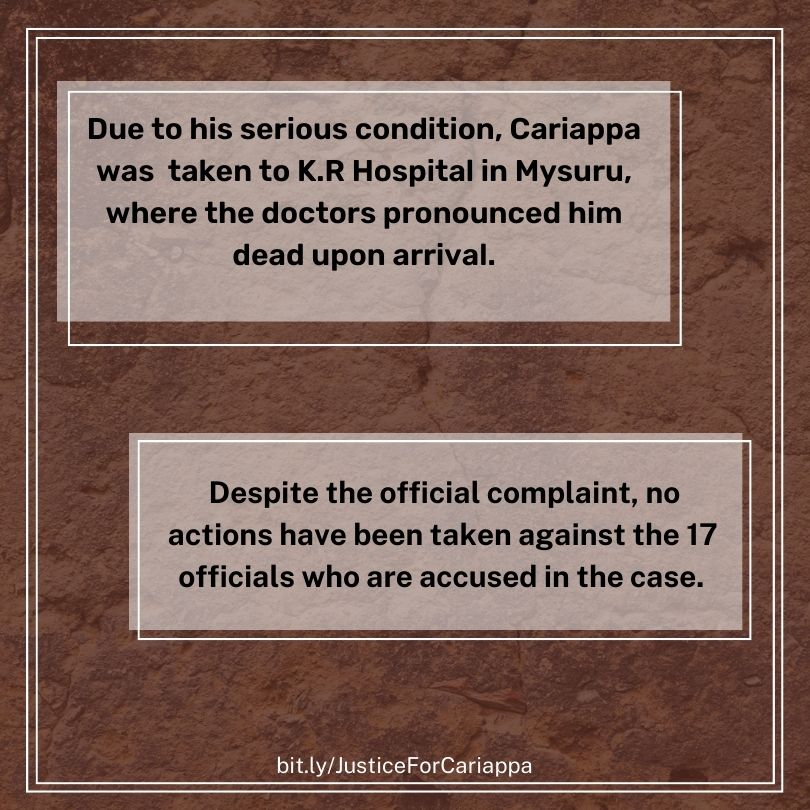 Due to his serious condition, Cariappa
was  taken to K.R Hospital in Mysuru,
where the doctors pronounced him
dead upon arrival.
Despite the official complaint, no
actions have been taken against the 17
officials who are accused in the case.
bit.ly/JusticeForCariappa